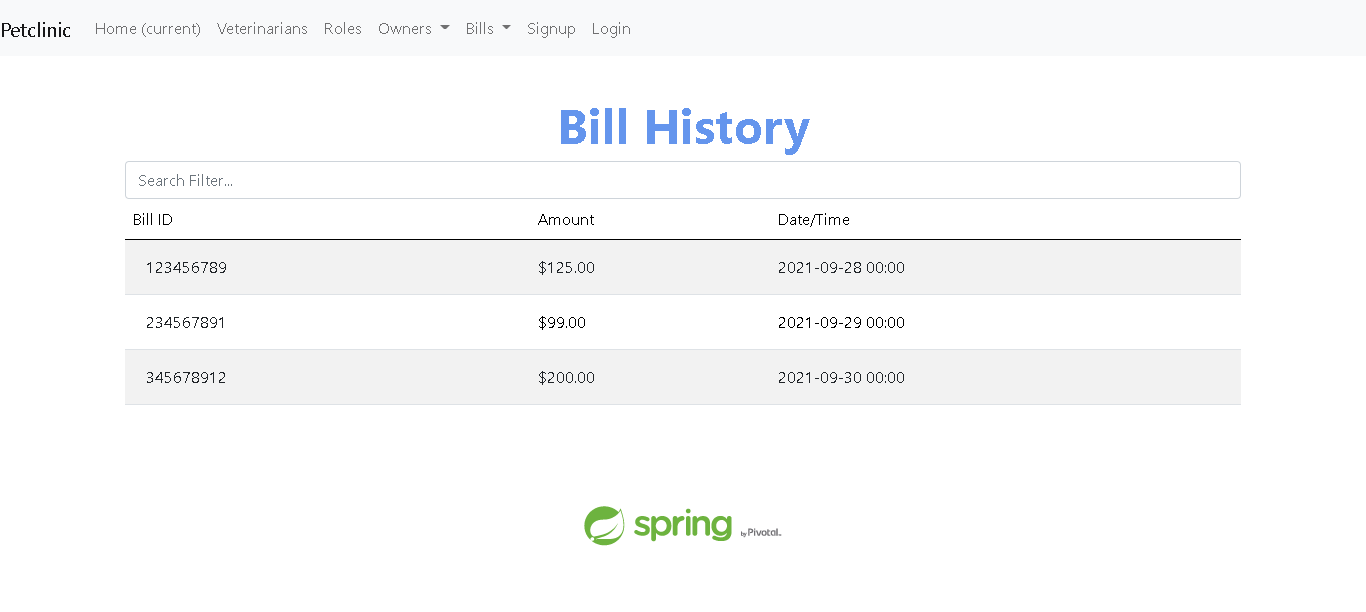 Petclinic Home (current) Veterinarians Roles Owners Bills Signup Login
Bill History
Search Filter...
Bill ID Amount Date/Time
123456789 $125.00 2021-09-28 00:00
234567891 $99.00 2021-09-29 00:00
345678912 $200.00 2021-09-30 00:00
spring by Pivotal.